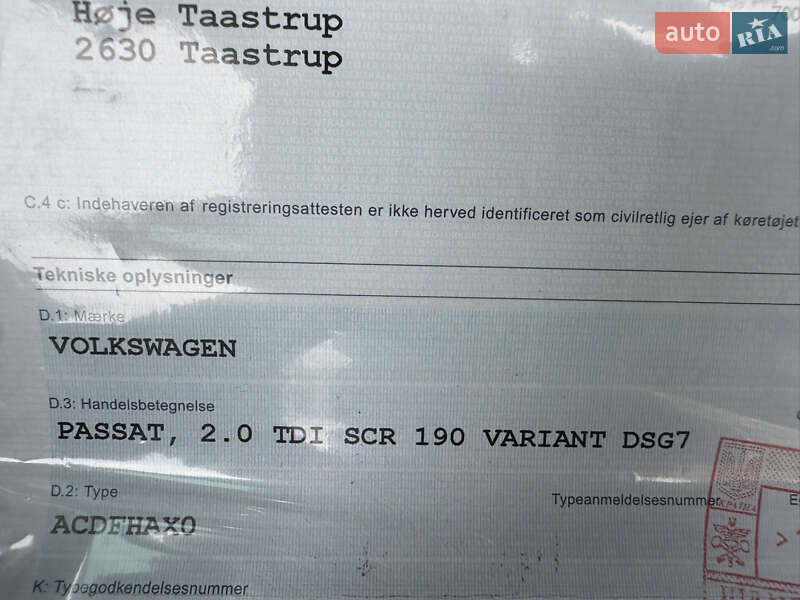 Høje Taastrup
2630 Taastrup
auto RIA
.com
C.4 c: Indehaveren af registreringsattesten er ikke herved identificeret som civilretlig ejer af køretøjet
Tekniske oplysninger
D.1: Mærke
VOLKSWAGEN
D.3: Handelsbetegnelse
PASSAT, 2.0 TDI SCR 190 VARIANT DSG7
D.2: Type
Typeanmeldelsesnummer
ACDFHAX0
K: Typegodkendelsesnummer